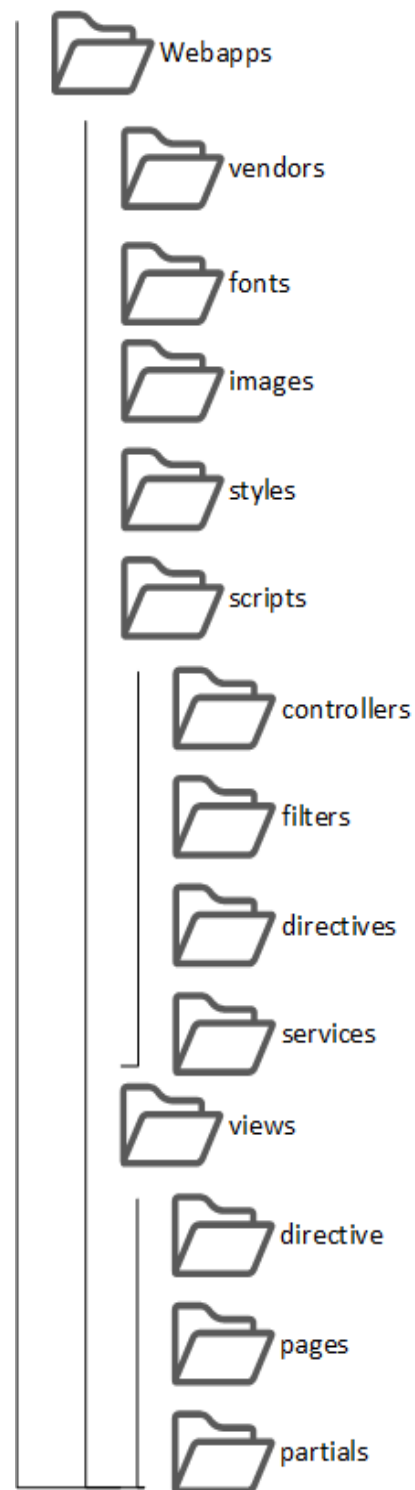 Webapps
vendors
fonts
images
styles
scripts
controllers
filters
directives
services
views
directive
pages
partials